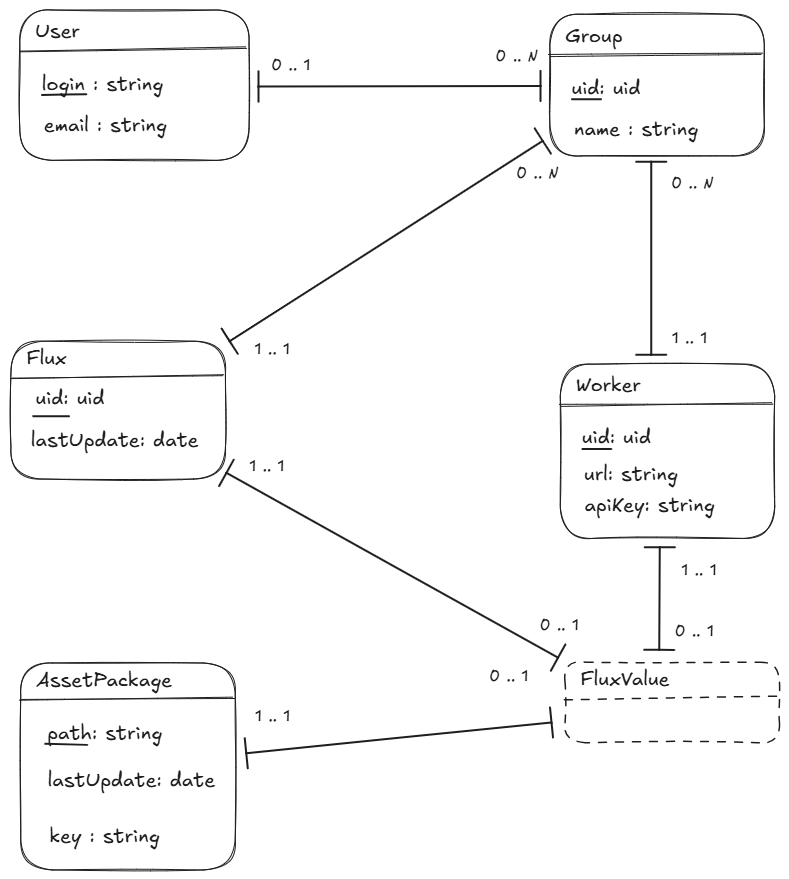 User
login : string
email : string
0 .. 1
0 .. N
Group
uid: uid
name : string
0 .. N
0 .. N
1 .. 1
1 .. 1
Flux
uid: uid
lastUpdate: date
Worker
uid: uid
url: string
apiKey: string
1 .. 1
1 .. 1
0 .. 1
0 .. 1
0 .. 1
FluxValue
AssetPackage
path: string
lastUpdate: date
key : string
1 .. 1